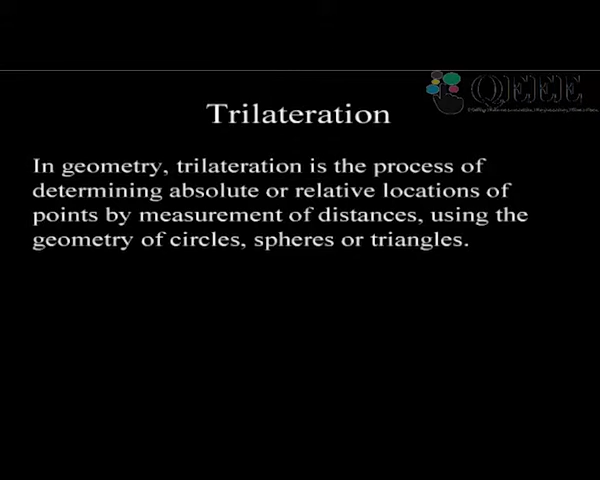 QEEE
Trilateration
In geometry, trilateration is the process of
determining absolute or relative locations of
points by measurement of distances, using the
geometry of circles, spheres or triangles.